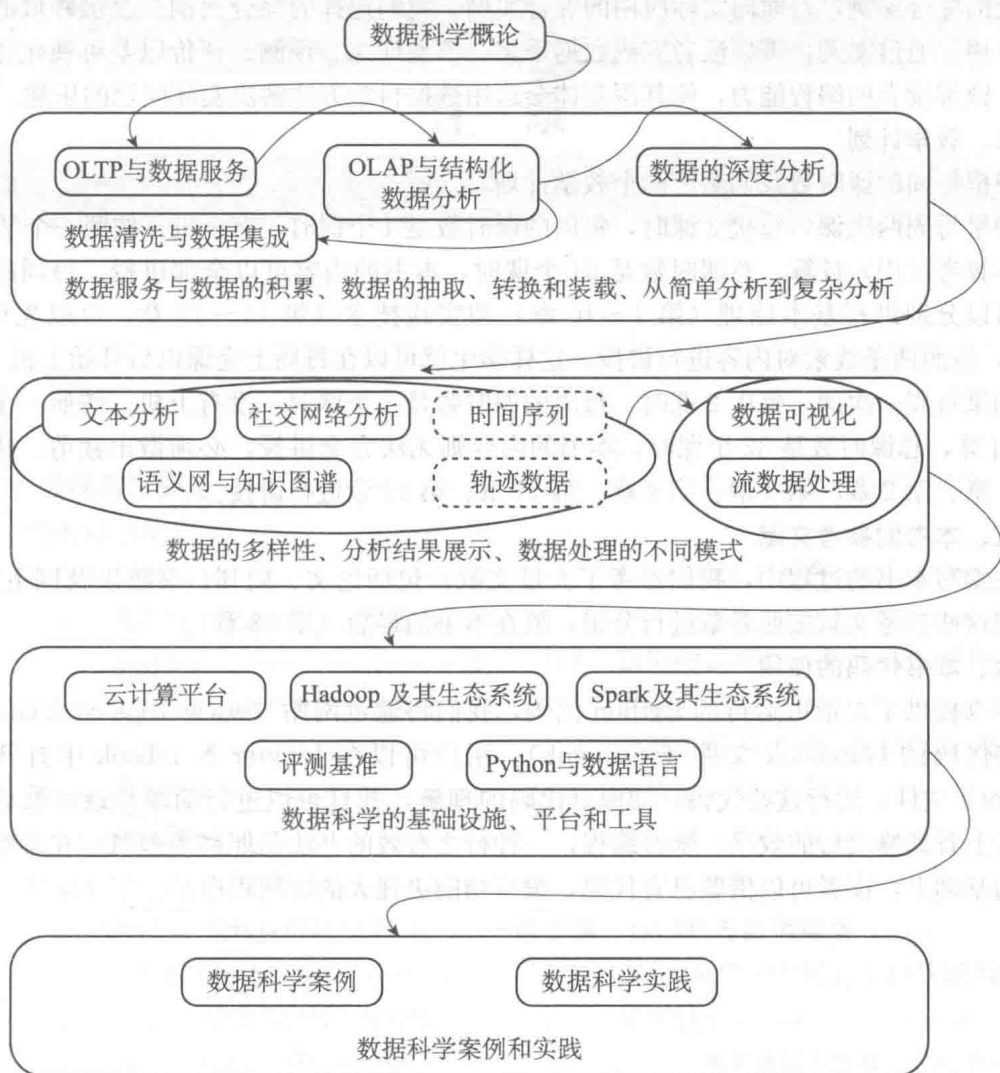 数据科学概论
OLTP与数据服务
OLAP与结构化
数据分析
数据的深度分析
数据清洗与数据集成
数据服务与数据的积累、数据的抽取、转换和装载、从简单分析到复杂分析
文本分析
社交网络分析
时间序列
数据可视化
语义网与知识图谱
轨迹数据
流数据处理
数据的多样性、分析结果展示、数据处理的不同模式
云计算平台
Hadoop 及其生态系统
Spark及其生态系统
评测基准
Python与数据语言
数据科学的基础设施、平台和工具
数据科学案例
数据科学实践
数据科学案例和实践